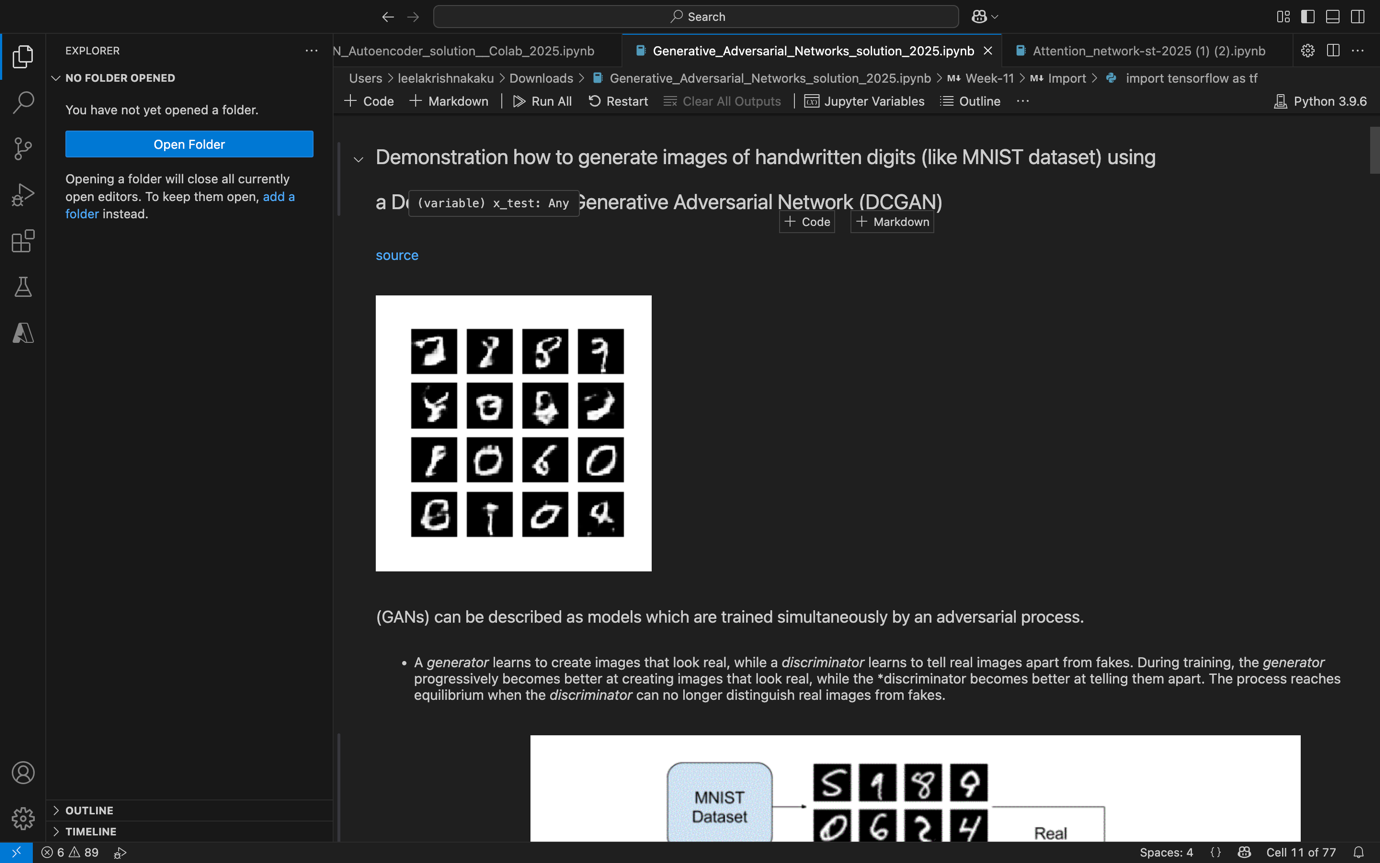 Search
EXPLORER
NO FOLDER OPENED
You have not yet opened a folder.
Open Folder
Opening a folder will close all currently
open editors. To keep them open, add a
folder instead.
OUTLINE
TIMELINE
N_Autoencoder_solution__Colab_2025.ipynb
Generative_Adversarial_Networks_solution_2025.ipynb
Attention_network-st-2025 (1) (2).ipynb
Users > leelakrishnakaku > Downloads > Generative_Adversarial_Networks_solution_2025.ipynb > M↓ Week-11 > M↓ Import > import tensorflow as tf
+ Code + Markdown | Run All Restart Clear All Outputs | Jupyter Variables Outline ...
Python 3.9.6
Demonstration how to generate images of handwritten digits (like MNIST dataset) using
a D (variable) x_test: Any Generative Adversarial Network (DCGAN)
+ Code + Markdown
source
(GANs) can be described as models which are trained simultaneously by an adversarial process.
• A generator learns to create images that look real, while a discriminator learns to tell real images apart from fakes. During training, the generator
progressively becomes better at creating images that look real, while the *discriminator becomes better at telling them apart. The process reaches
equilibrium when the discriminator can no longer distinguish real images from fakes.
MNIST
Dataset
5 1 8 9
0 6 2 4
Real
6 89
Spaces: 4 {} Cell 11 of 77